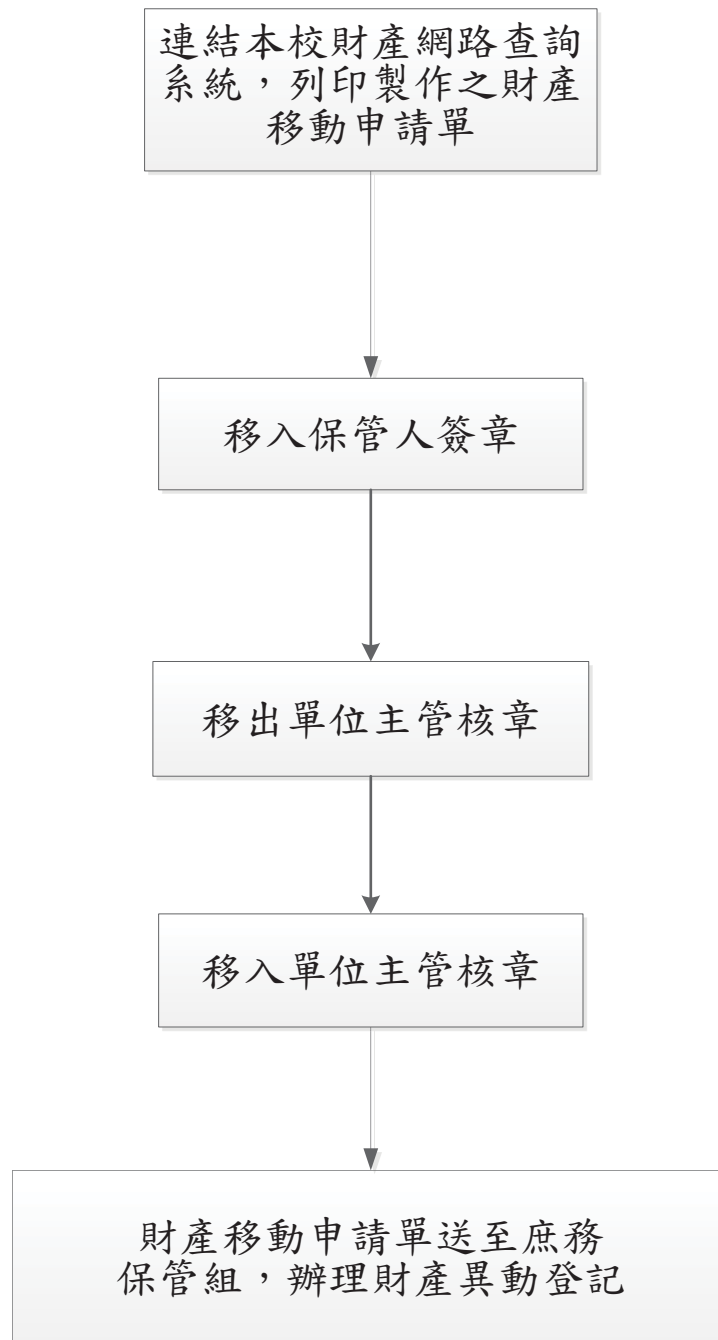 連結本校財產網路查詢
系統，列印製作之財產
移動申請單
移入保管人簽章
移出單位主管核章
移入單位主管核章
財產移動申請單送至庶務
保管組，辦理財產異動登記